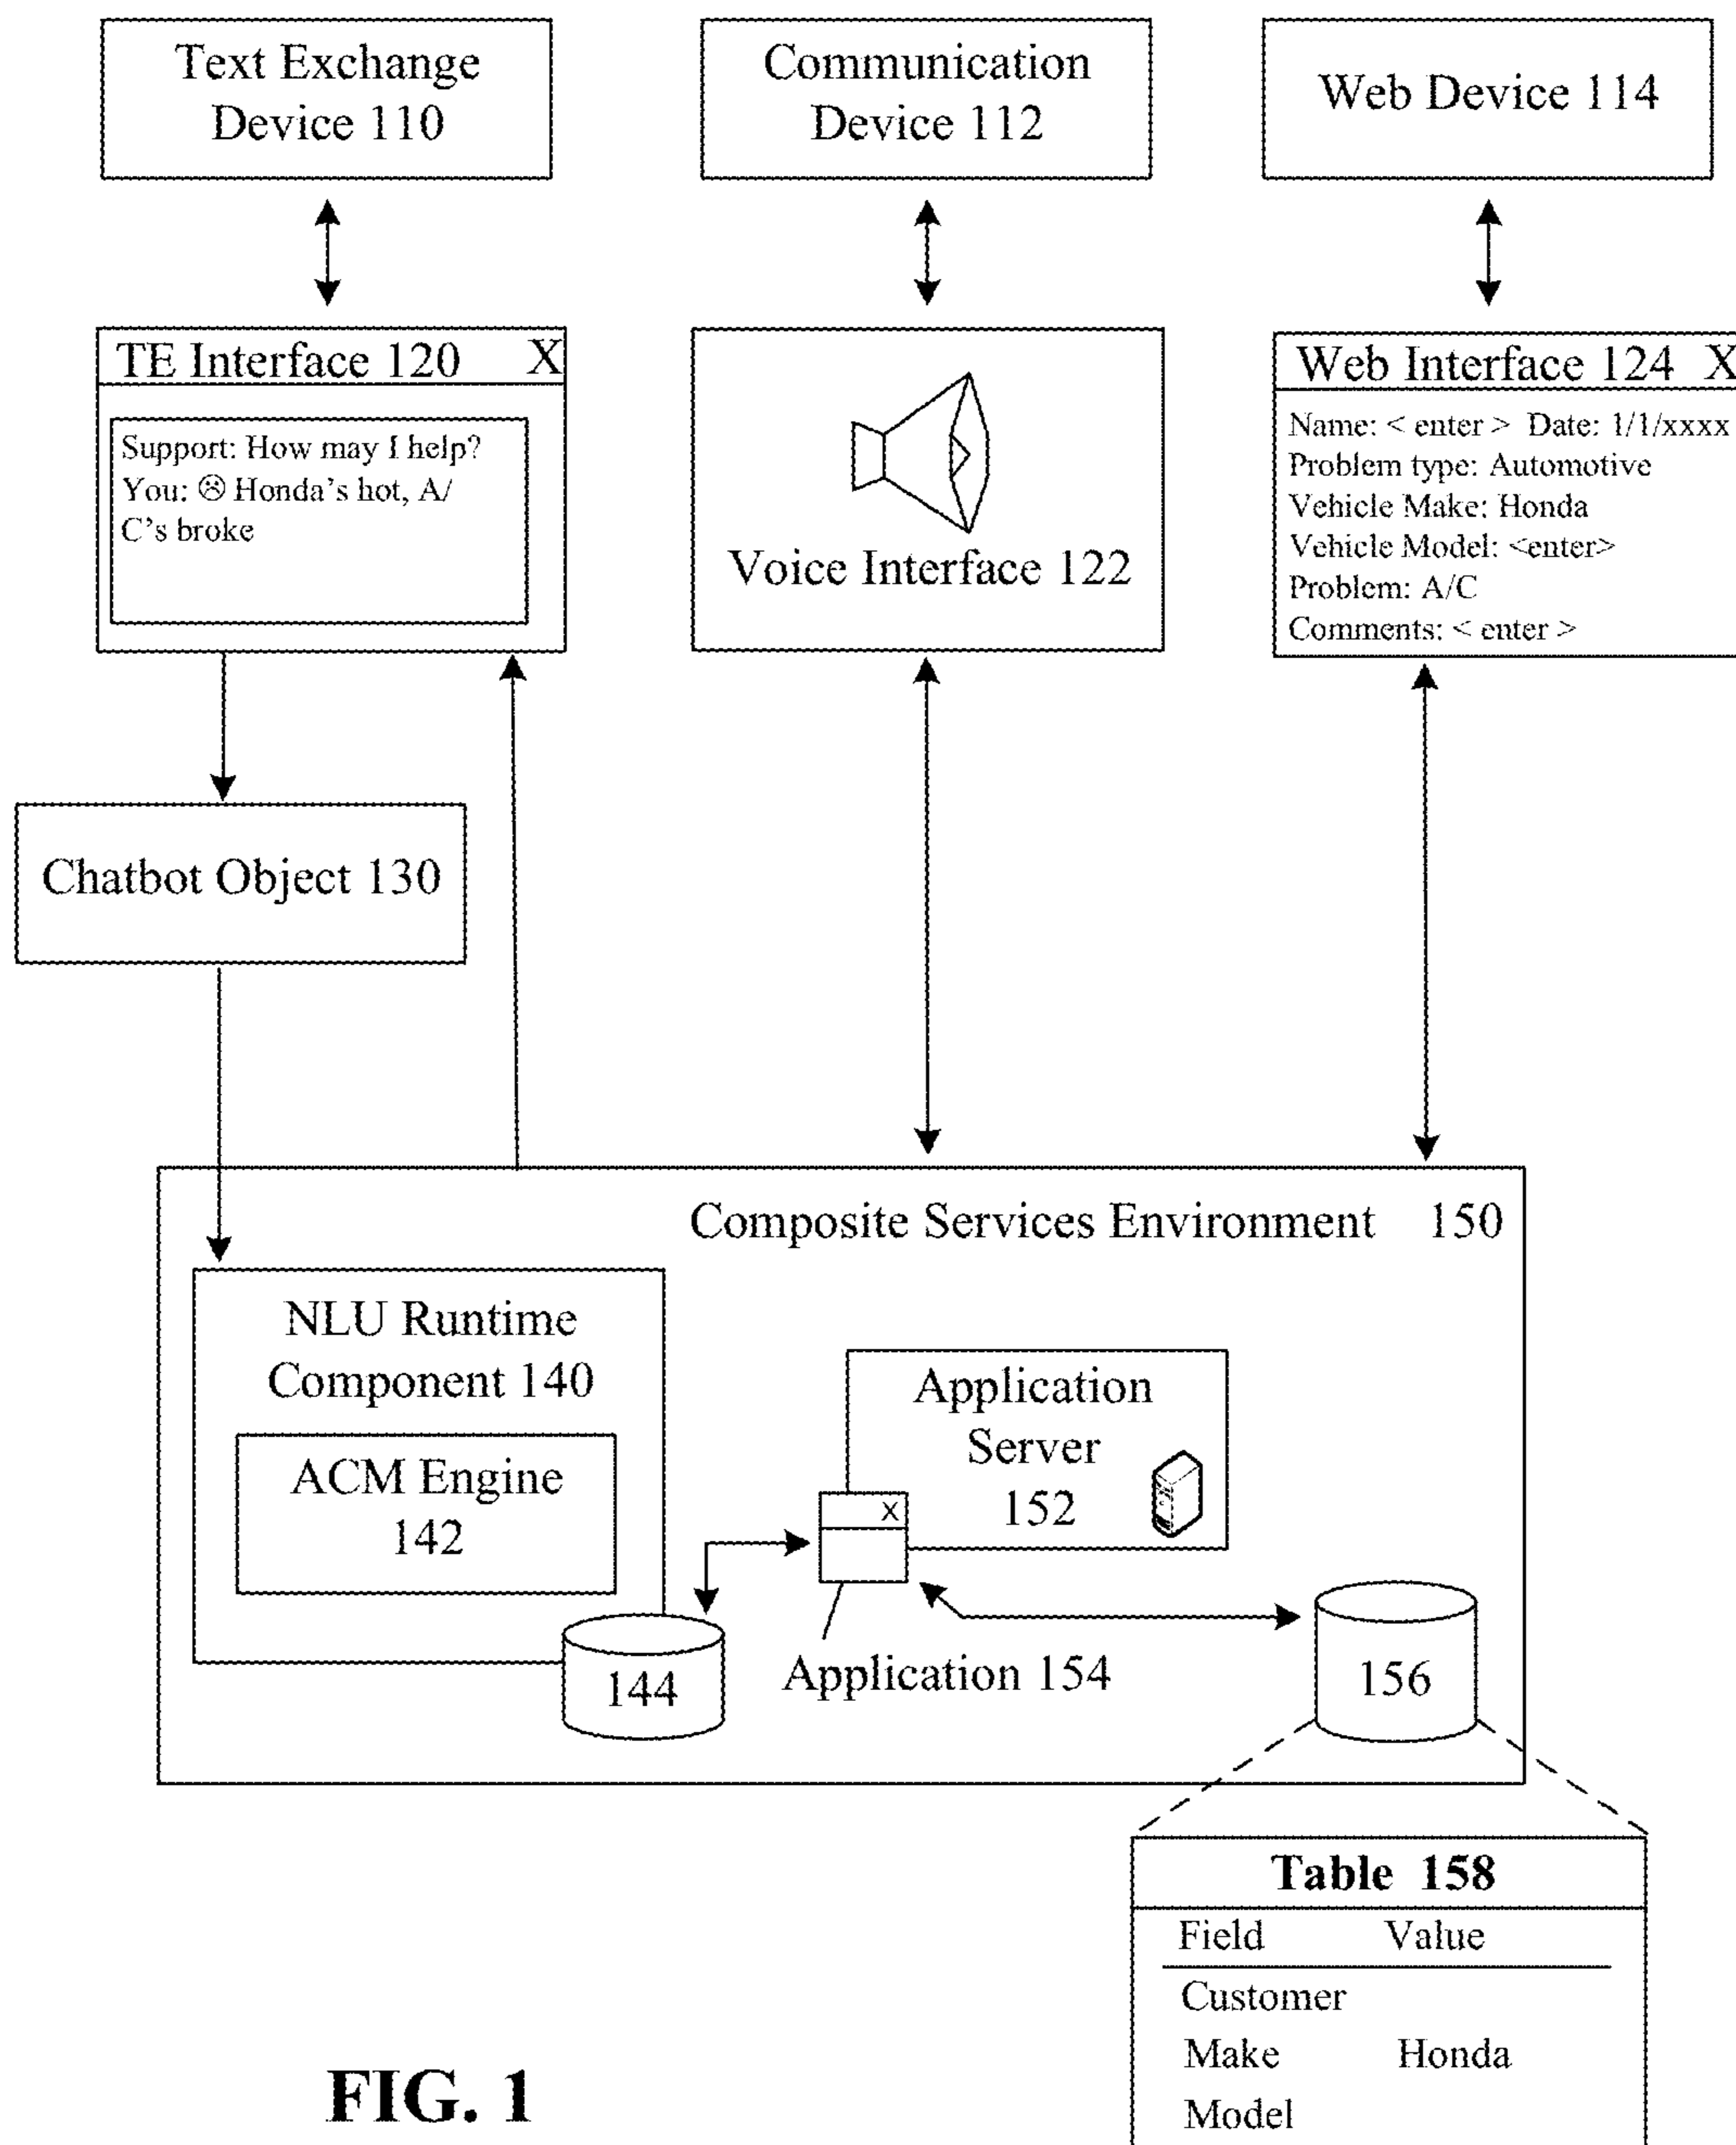 Text Exchange
Device 110
Communication
Device 112
Web Device 114
TE Interface 120 X
Support: How may I help?
You: ☹ Honda's hot, A/
C's broke
Voice Interface 122
Web Interface 124 X
Name: < enter > Date: 1/1/xxxx
Problem type: Automotive
Vehicle Make: Honda
Vehicle Model: <enter>
Problem: A/C
Comments: < enter >
Chatbot Object 130
Composite Services Environment 150
NLU Runtime
Component 140
ACM Engine
142
144
Application
Server
152
X
Application 154
156
Table 158
Field Value
Customer
Make Honda
Model
FIG. 1